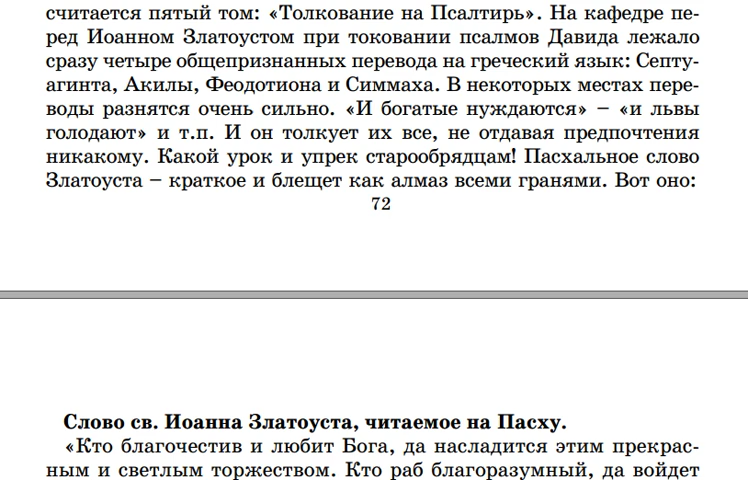 считается пятый том: «Толкование на Псалтирь». На кафедре пе-
ред Иоанном Златоустом при токовании псалмов Давида лежало
сразу четыре общепризнанных перевода на греческий язык: Септу-
агинта, Акилы, Феодотиона и Симмаха. В некоторых местах пере-
воды разнятся очень сильно. «И богатые нуждаются» – «и львы
голодают» и т.п. И он толкует их все, не отдавая предпочтения
никакому. Какой урок и упрек старообрядцам! Пасхальное слово
Златоуста – краткое и блещет как алмаз всеми гранями. Вот оно:
72
Слово св. Иоанна Златоуста, читаемое на Пасху.
«Кто благочестив и любит Бога, да насладится этим прекрас-
ным и светлым торжеством. Кто раб благоразумный, да войдет